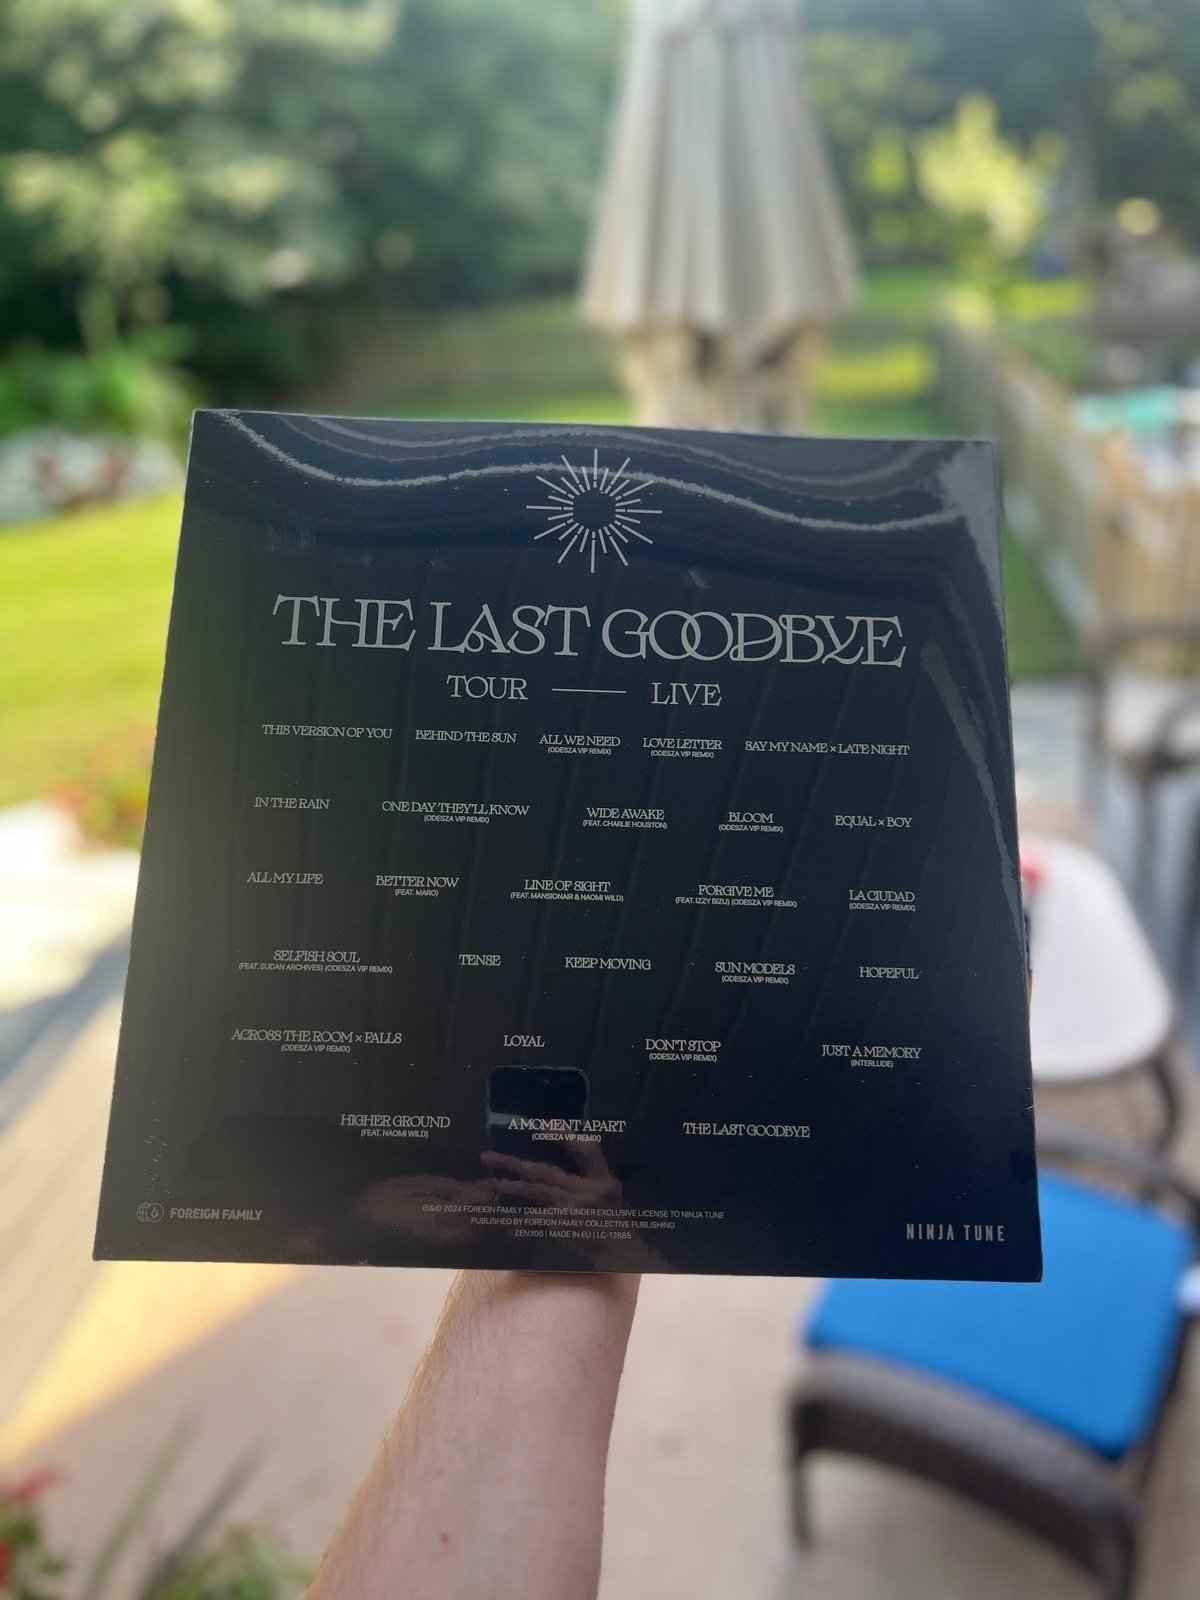 THE LAST GOODBYE
TOUR — LIVE
THIS VERSION OF YOU BEHIND THE SUN ALL WE NEED LOVE LETTER SAY MY NAME × LATE NIGHT
(ODESZA VIP REMIX) (ODESZA VIP REMIX)
IN THE RAIN ONE DAY THEY'LL KNOW WIDE AWAKE BLOOM EQUAL × BOY
(ODESZA VIP REMIX) (FEAT. CHARLIE HOUSTON) (ODESZA VIP REMIX)
ALL MY LIFE BETTER NOW LINE OF SIGHT FORGIVE ME LA CIUDAD
(FEAT. MARO) (FEAT. MANSIONAIR & NAOMI WILD) (FEAT. IZZY BIZU) (ODESZA VIP REMIX) (ODESZA VIP REMIX)
SELFISH SOUL TENSE KEEP MOVING SUN MODELS HOPEFUL
(FEAT. SUDAN ARCHIVES) (ODESZA VIP REMIX) (ODESZA VIP REMIX)
ACROSS THE ROOM × FALLS LOYAL DON'T STOP JUST A MEMORY
(ODESZA VIP REMIX) (ODESZA VIP REMIX) (INTERLUDE)
HIGHER GROUND A MOMENT APART THE LAST GOODBYE
(FEAT. NAOMI WILD) (ODESZA VIP REMIX)
FOREIGN FAMILY
℗&© 2024 FOREIGN FAMILY COLLECTIVE UNDER EXCLUSIVE LICENSE TO NINJA TUNE
PUBLISHED BY FOREIGN FAMILY COLLECTIVE PUBLISHING
ZEN306 | MADE IN EU | LC-12885
NINJA TUNE